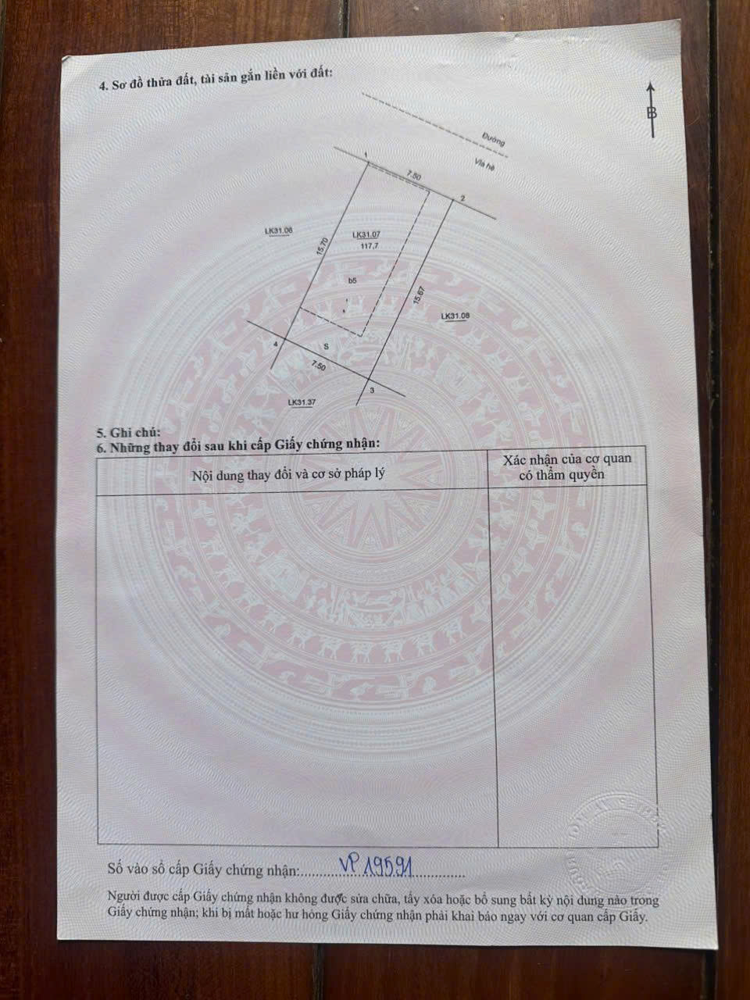 4. Sơ đồ thửa đất, tài sản gắn liền với đất:
B
Đường
Vỉa hè
1
7.50
2
LK31.06
15.70
LK31.07
117,7
b5
15.67
LK31.08
4
S
7.50
3
LK31.37
5. Ghi chú:
6. Những thay đổi sau khi cấp Giấy chứng nhận:
Nội dung thay đổi và cơ sở pháp lý
Xác nhận của cơ quan
có thẩm quyền
Số vào sổ cấp Giấy chứng nhận:....VP 19591....
Người được cấp Giấy chứng nhận không được sửa chữa, tẩy xóa hoặc bổ sung bất kỳ nội dung nào trong
Giấy chứng nhận; khi bị mất hoặc hư hỏng Giấy chứng nhận phải khai báo ngay với cơ quan cấp Giấy.